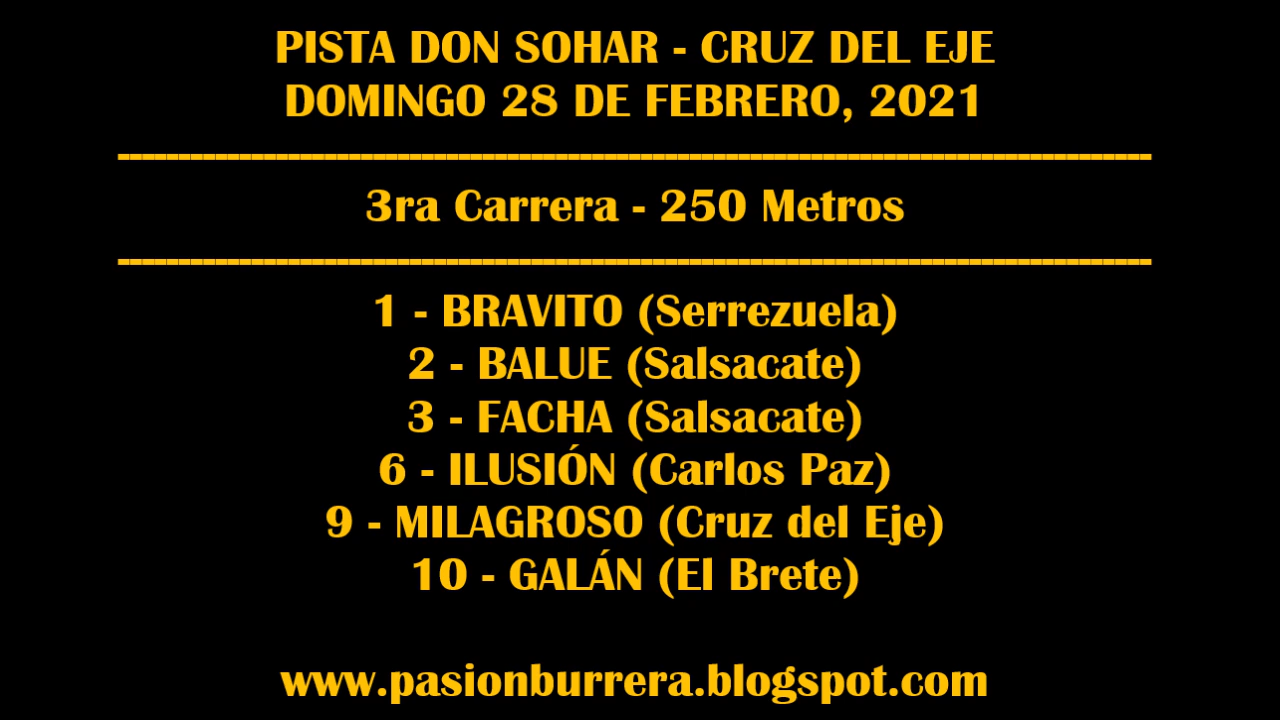 PISTA DON SOHAR - CRUZ DEL EJE
DOMINGO 28 DE FEBRERO, 2021
--------------------------------------------------------------------------------
3ra Carrera - 250 Metros
--------------------------------------------------------------------------------
1 - BRAVITO (Serrezuela)
2 - BALUE (Salsacate)
3 - FACHA (Salsacate)
6 - ILUSIÓN (Carlos Paz)
9 - MILAGROSO (Cruz del Eje)
10 - GALÁN (El Brete)
www.pasionburrera.blogspot.com